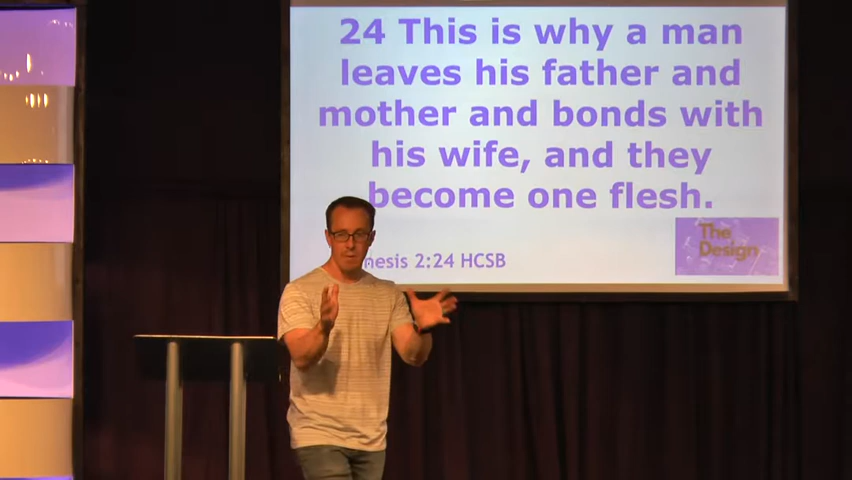 24 This is why a man
leaves his father and
mother and bonds with
his wife, and they
become one flesh.
nesis 2:24 HCSB
The
Design